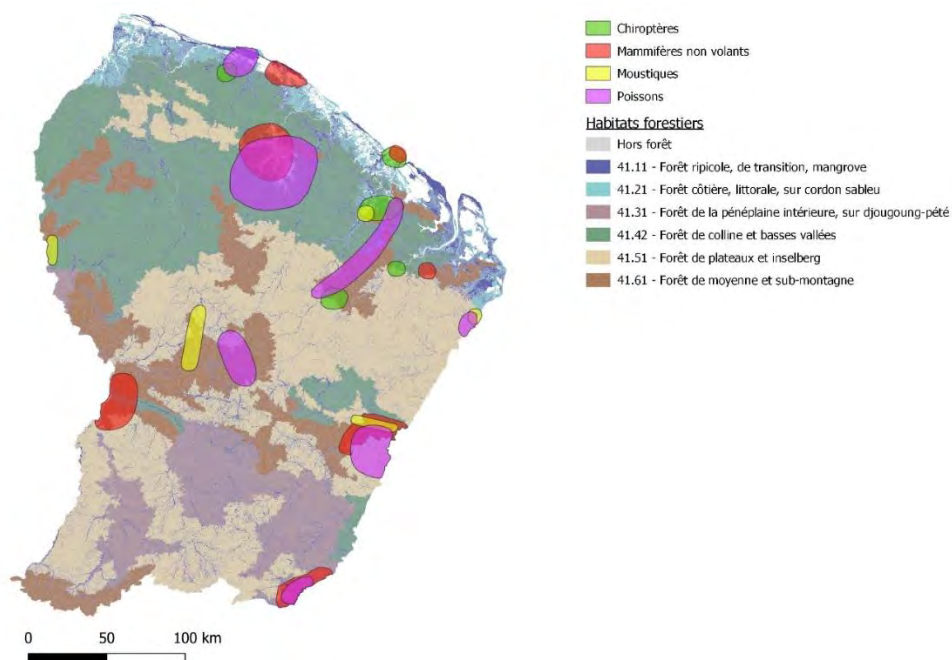 Chiroptères
Mammifères non volants
Moustiques
Poissons
Habitats forestiers
Hors forêt
41.11 - Forêt ripicole, de transition, mangrove
41.21 - Forêt côtière, littorale, sur cordon sableu
41.31 - Forêt de la pénéplaine intérieure, sur djougoung-pété
41.42 - Forêt de colline et basses vallées
41.51 - Forêt de plateaux et inselberg
41.61 - Forêt de moyenne et sub-montagne
0 50 100 km